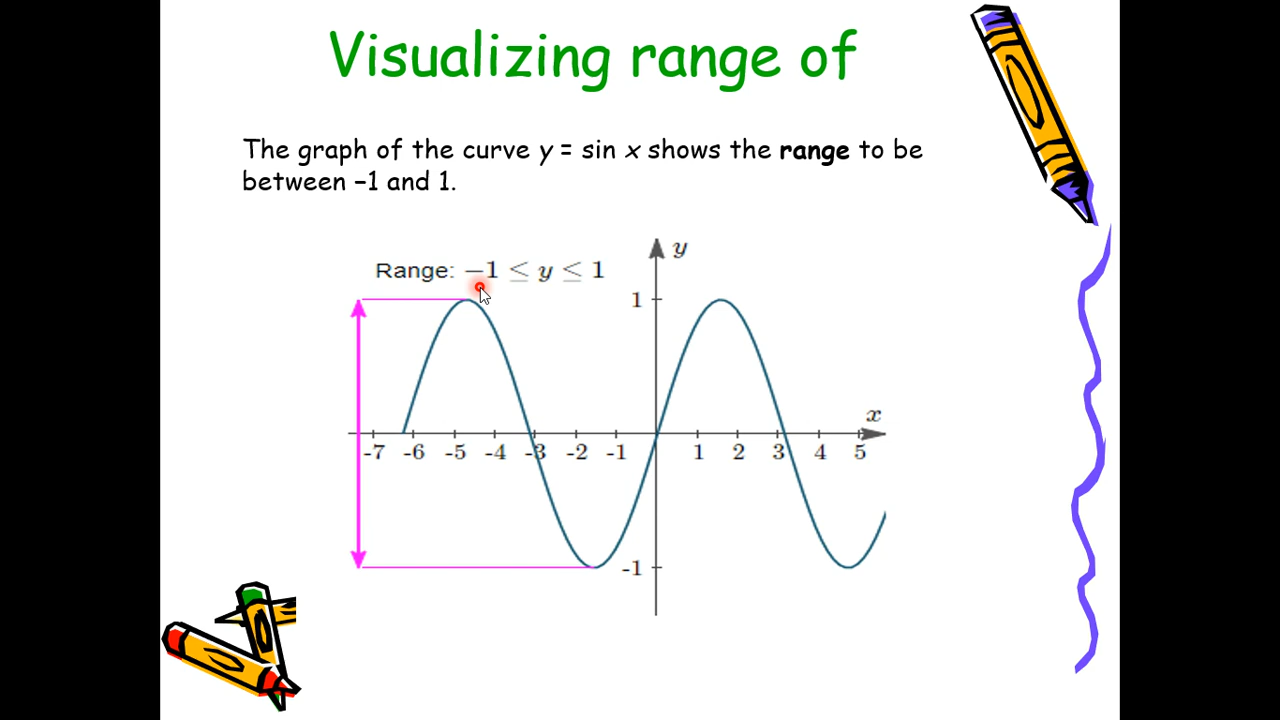 Visualizing range of
The graph of the curve y = sin x shows the range to be
between −1 and 1.
Range: −1 ≤ y ≤ 1
y
1
x
-7 -6 -5 -4 -3 -2 -1 1 2 3 4 5
-1